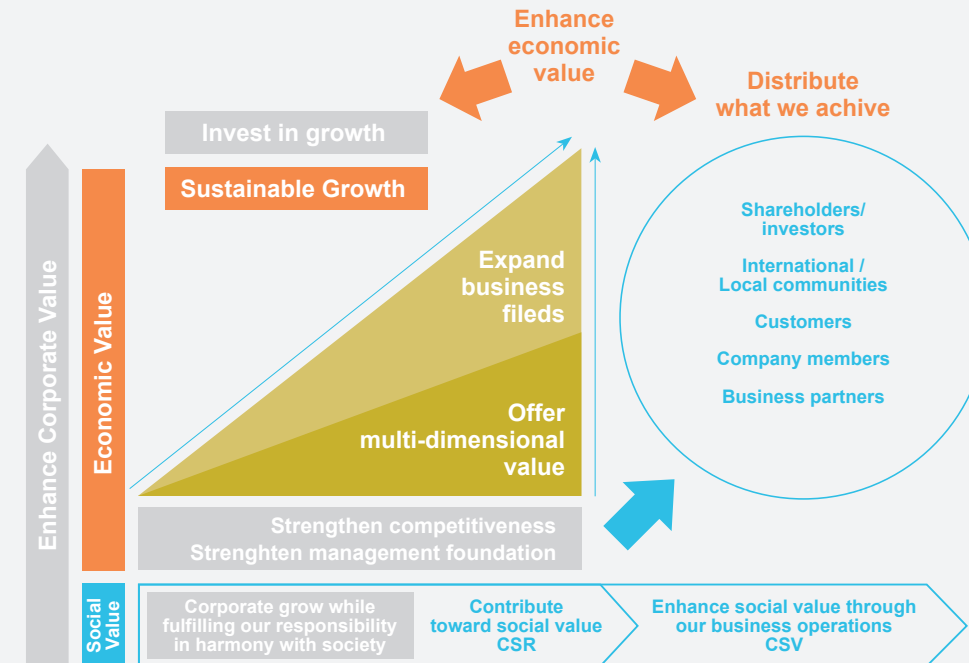 Enhance
economic
value
Distribute
what we achive
Invest in growth
Sustainable Growth
Enhance Corporate Value
Economic Value
Expand
business
fileds
Offer
multi-dimensional
value
Shareholders/
investors
International /
Local communities
Customers
Company members
Business partners
Strengthen competitiveness
Strenghten management foundation
Social
Value
Corporate grow while
fulfilling our responsibility
in harmony with society
Contribute
toward social value
CSR
Enhance social value through
our business operations
CSV